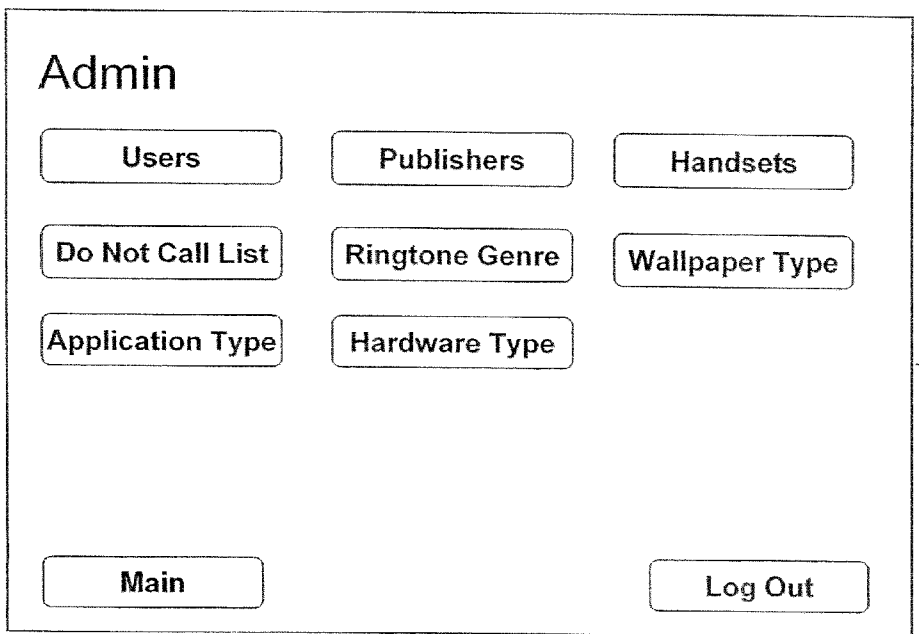 Admin
Users
Publishers
Handsets
Do Not Call List
Ringtone Genre
Wallpaper Type
Application Type
Hardware Type
Main
Log Out